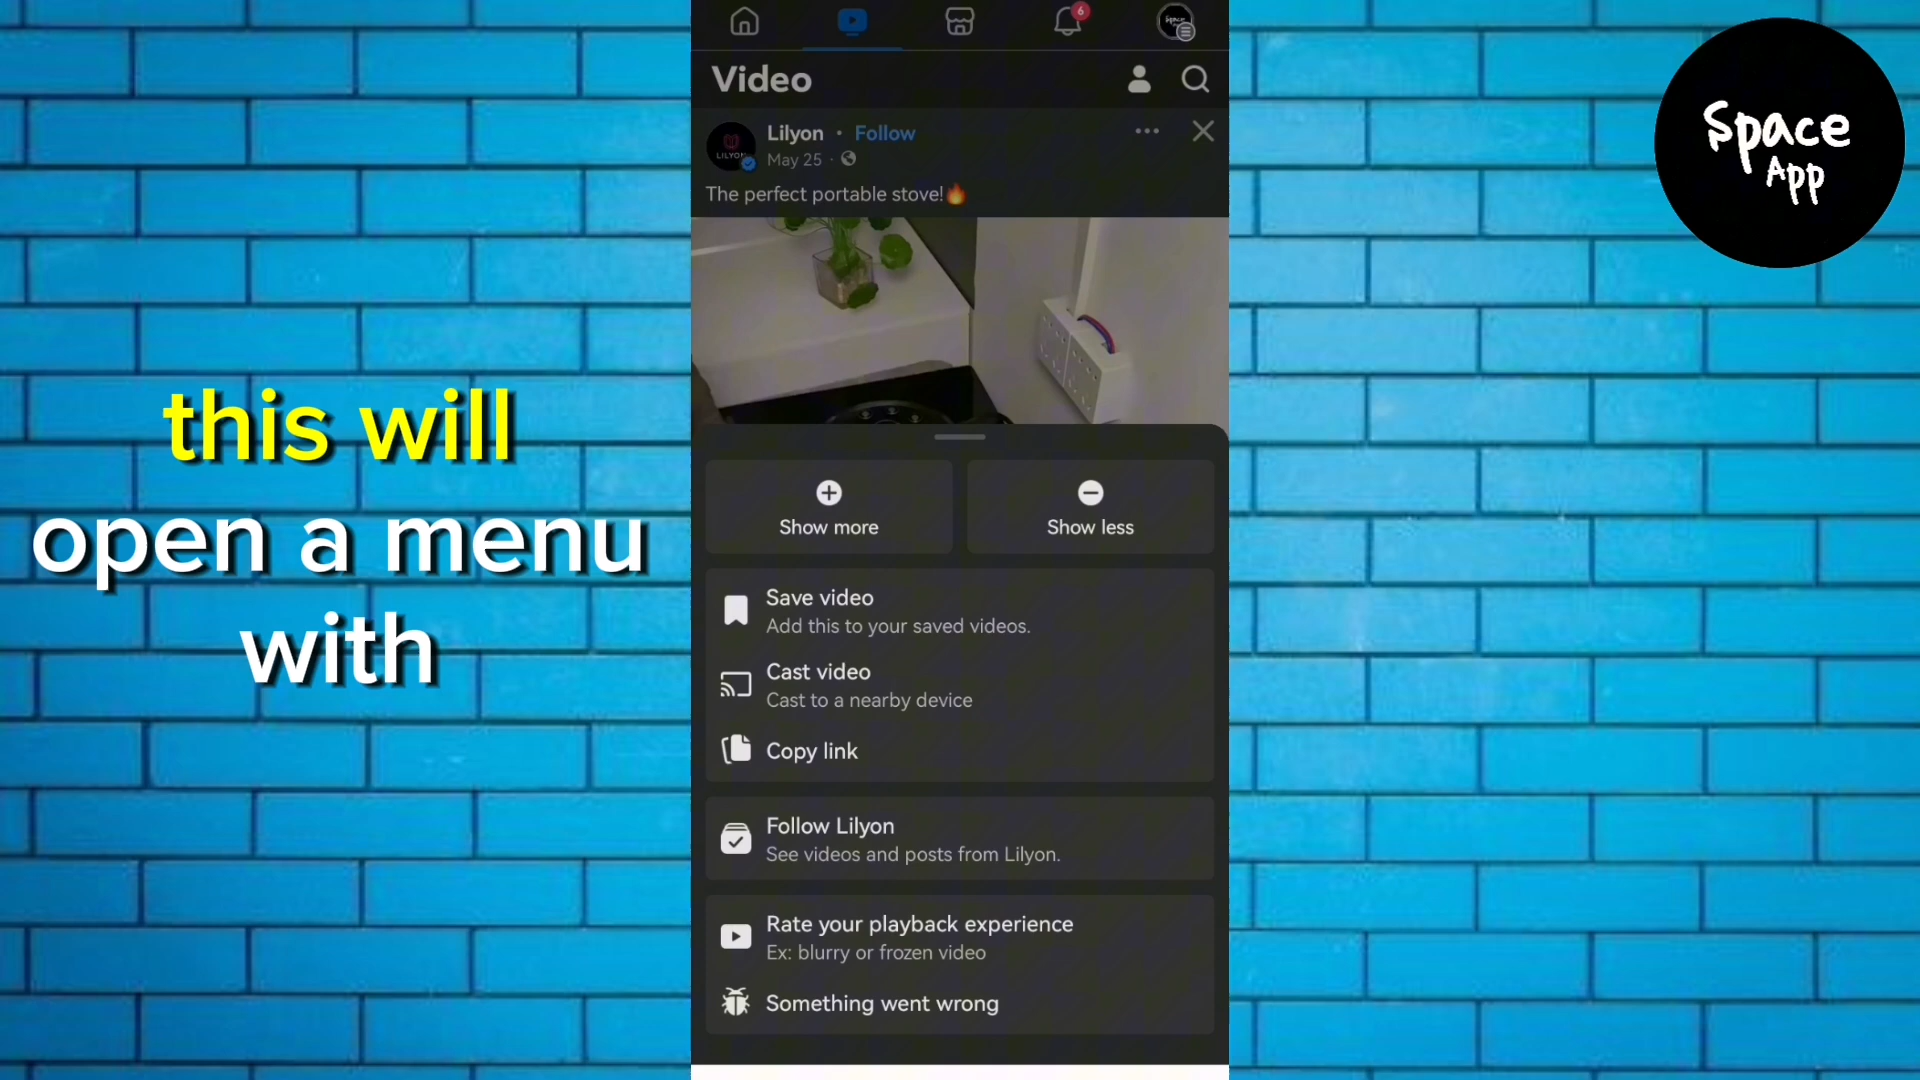 this will
open a menu
with
6
Video
Lilyon · Follow
May 25 ·
LILYON
The perfect portable stove!🔥
Show more
Show less
Save video
Add this to your saved videos.
Cast video
Cast to a nearby device
Copy link
Follow Lilyon
See videos and posts from Lilyon.
Rate your playback experience
Ex: blurry or frozen video
Something went wrong
Space
App